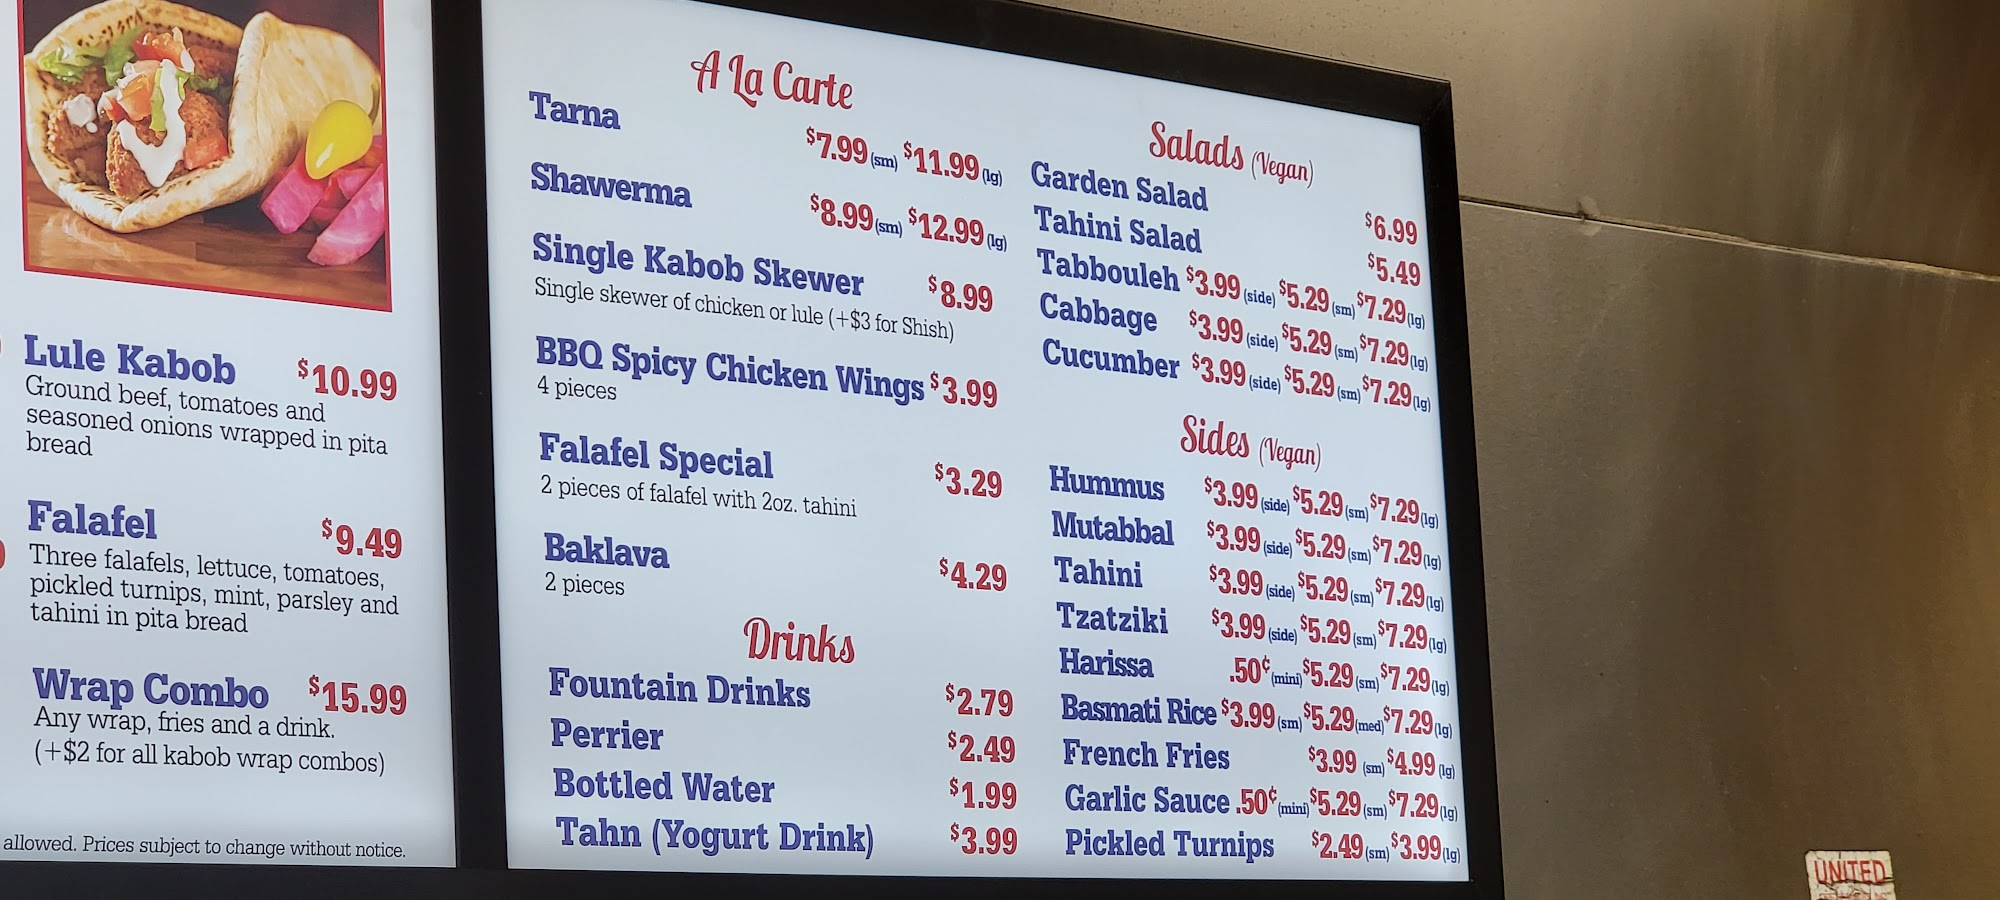 Lule Kabob $10.99
Ground beef, tomatoes and
seasoned onions wrapped in pita
bread
Falafel $9.49
Three falafels, lettuce, tomatoes,
pickled turnips, mint, parsley and
tahini in pita bread
Wrap Combo $15.99
Any wrap, fries and a drink.
(+$2 for all kabob wrap combos)
allowed. Prices subject to change without notice.
A La Carte
Tarna $7.99 (sm) $11.99 (lg)
Shawerma $8.99 (sm) $12.99 (lg)
Single Kabob Skewer $8.99
Single skewer of chicken or lule (+$3 for Shish)
BBQ Spicy Chicken Wings $3.99
4 pieces
Falafel Special $3.29
2 pieces of falafel with 2oz. tahini
Baklava $4.29
2 pieces
Drinks
Fountain Drinks $2.79
Perrier $2.49
Bottled Water $1.99
Tahn (Yogurt Drink) $3.99
Salads (Vegan)
Garden Salad $6.99
Tahini Salad $5.49
Tabbouleh $3.99 (side) $5.29 (sm) $7.29 (lg)
Cabbage $3.99 (side) $5.29 (sm) $7.29 (lg)
Cucumber $3.99 (side) $5.29 (sm) $7.29 (lg)
Sides (Vegan)
Hummus $3.99 (side) $5.29 (sm) $7.29 (lg)
Mutabbal $3.99 (side) $5.29 (sm) $7.29 (lg)
Tahini $3.99 (side) $5.29 (sm) $7.29 (lg)
Tzatziki $3.99 (side) $5.29 (sm) $7.29 (lg)
Harissa .50¢ (mini) $5.29 (sm) $7.29 (lg)
Basmati Rice $3.99 (sm) $5.29 (med) $7.29 (lg)
French Fries $3.99 (sm) $4.99 (lg)
Garlic Sauce .50¢ (mini) $5.29 (sm) $7.29 (lg)
Pickled Turnips $2.49 (sm) $3.99 (lg)
UNITED